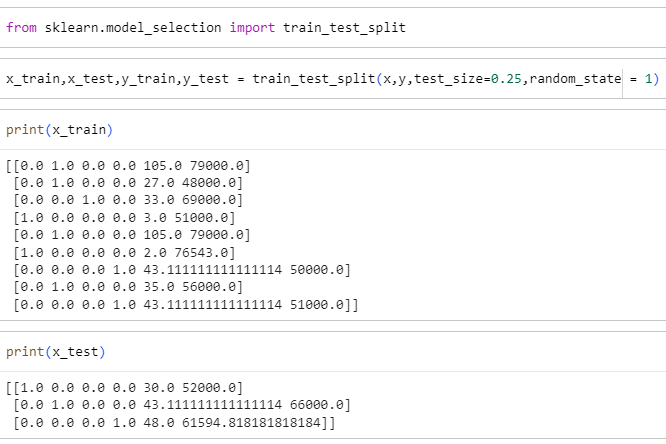 from sklearn.model_selection import train_test_split
x_train,x_test,y_train,y_test = train_test_split(x,y,test_size=0.25,random_state = 1)
print(x_train)
[[0.0 1.0 0.0 0.0 105.0 79000.0]
[0.0 1.0 0.0 0.0 27.0 48000.0]
[0.0 0.0 1.0 0.0 33.0 69000.0]
[1.0 0.0 0.0 0.0 3.0 51000.0]
[0.0 1.0 0.0 0.0 105.0 79000.0]
[1.0 0.0 0.0 0.0 2.0 76543.0]
[0.0 0.0 0.0 1.0 43.111111111111114 50000.0]
[0.0 1.0 0.0 0.0 35.0 56000.0]
[0.0 0.0 0.0 1.0 43.111111111111114 51000.0]]
print(x_test)
[[1.0 0.0 0.0 0.0 30.0 52000.0]
[0.0 1.0 0.0 0.0 43.111111111111114 66000.0]
[0.0 0.0 0.0 1.0 48.0 61594.818181818184]]